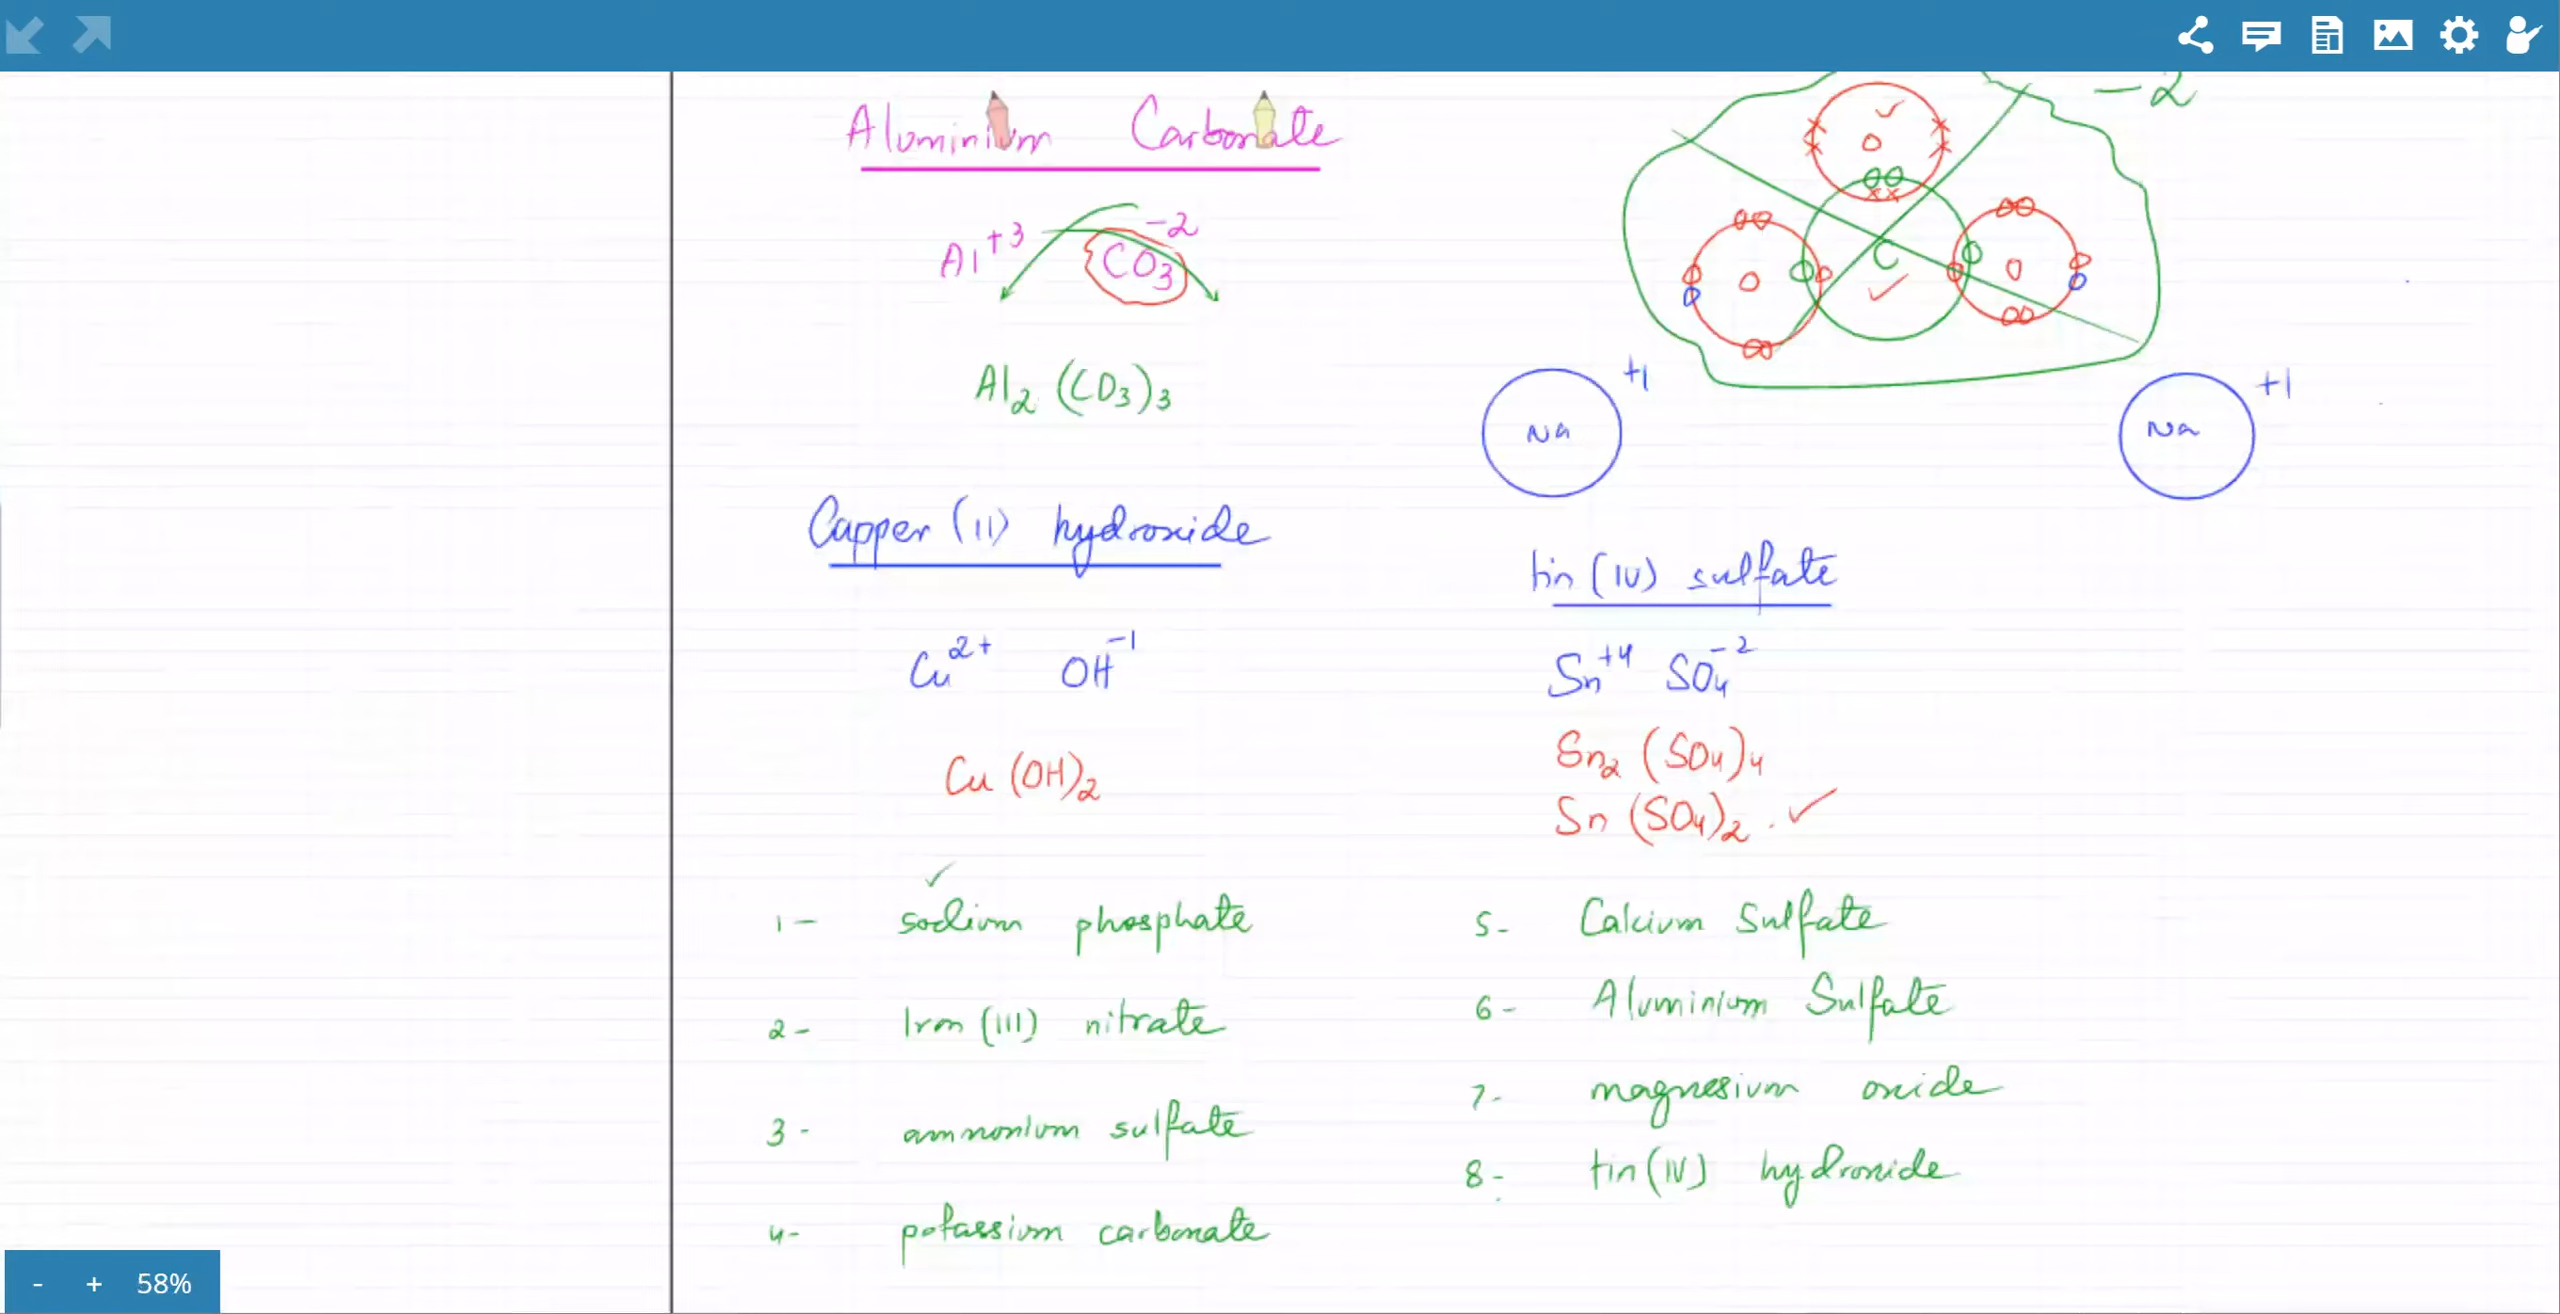 Aluminium Carbonate
Al+3 CO3-2
Al2 (CO3)3
-2
O
O C O
Na +1
Na +1
Capper (II) hydroxide
Cu2+ OH-1
Cu (OH)2
tin (IV) sulfate
Sn+4 SO4-2
Sn2 (SO4)4
Sn (SO4)2 . ✓
1- sodium phosphate
2- Iron (III) nitrate
3- ammonium sulfate
4- potassium carbonate
5- Calcium Sulfate
6- Aluminium Sulfate
7- magnesium oxide
8- tin (IV) hydroxide
- + 58%